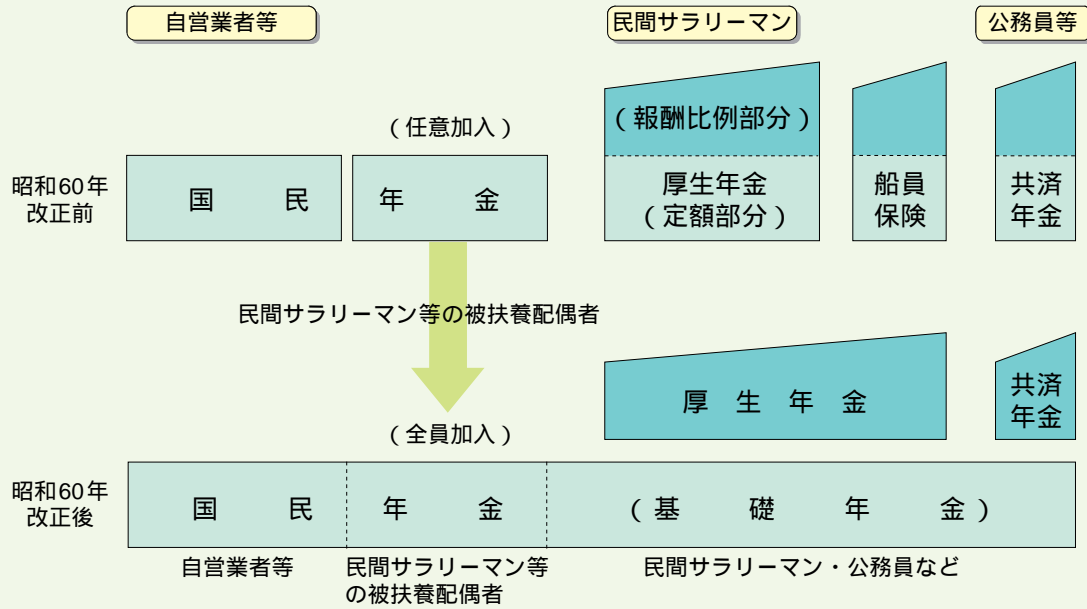 自営業者等
民間サラリーマン
公務員等
(任意加入)
(報酬比例部分)
昭和60年
改正前
国民
年金
厚生年金
(定額部分)
船員
保険
共済
年金
民間サラリーマン等の被扶養配偶者
厚生年金
共済
年金
(全員加入)
昭和60年
改正後
国民年金(基礎年金)
自営業者等
民間サラリーマン等
の被扶養配偶者
民間サラリーマン・公務員など